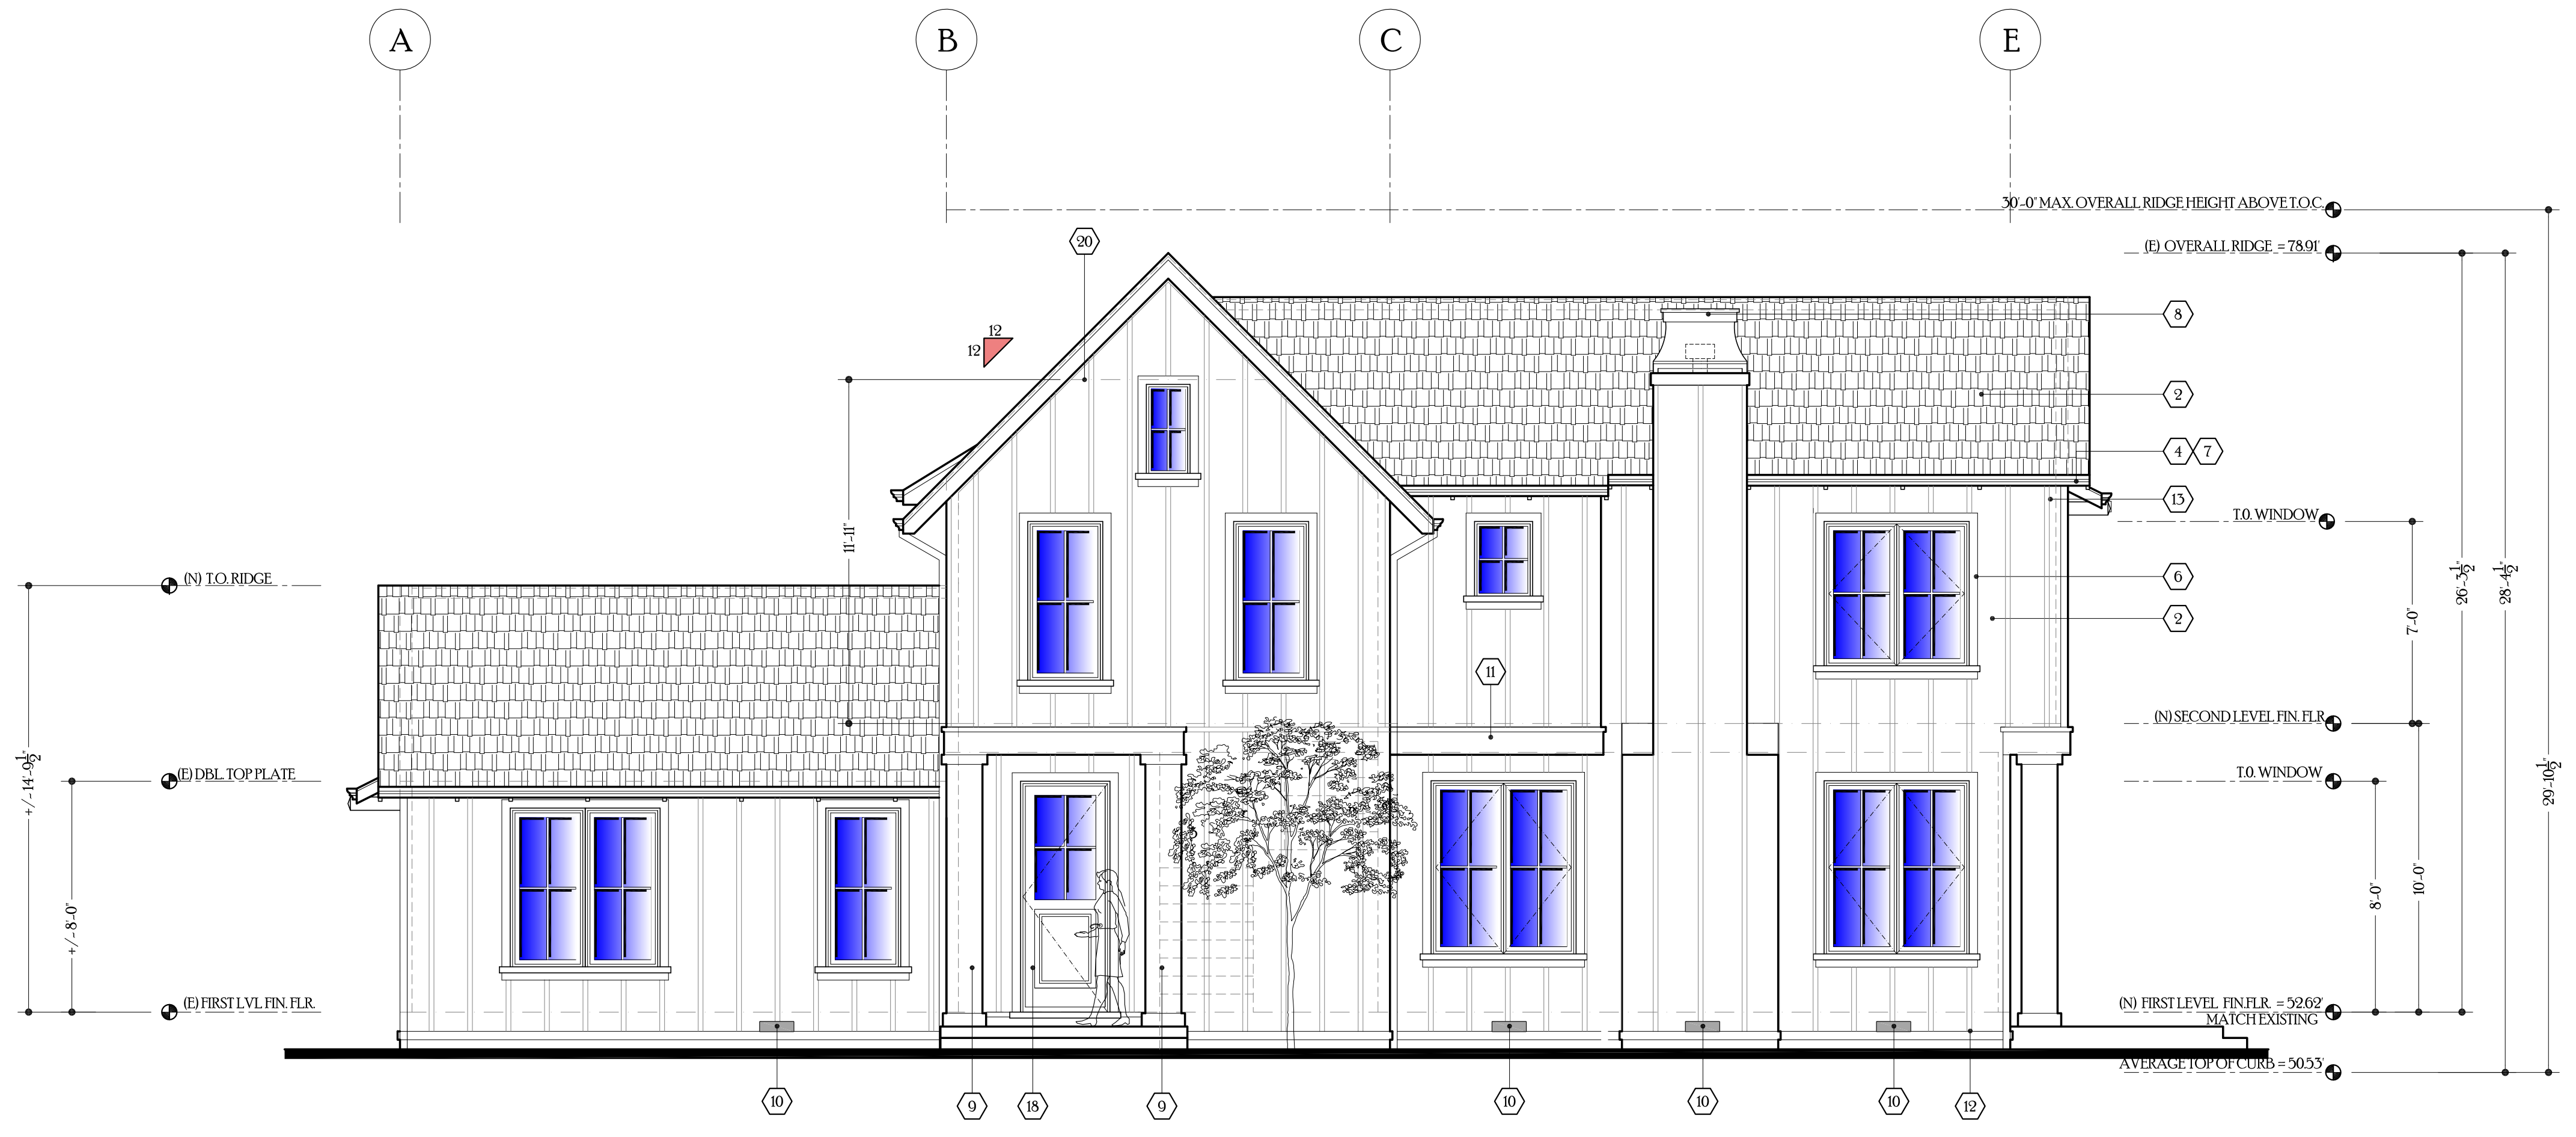 A
B
C
E
30'-0" MAX. OVERALL RIDGE HEIGHT ABOVE T.O.C.
20
(E) OVERALL RIDGE = 78.91'
8
12
12
2
4
7
13
T.O. WINDOW
11'-11"
6
26'-3 1/2"
28'-4 1/2"
(N) T.O. RIDGE
2
7'-0"
11
(N) SECOND LEVEL FIN. FLR
+/-14'-9 1/2"
(E) DBL. TOP PLATE
T.O. WINDOW
29'-10 1/2"
+/-8'-0"
8'-0"
10'-0"
(E) FIRST LVL FIN. FLR.
(N) FIRST LEVEL FIN.FLR. = 52.62'
MATCH EXISTING
AVERAGE TOP OF CURB = 50.53'
10
9
18
9
10
10
10
12